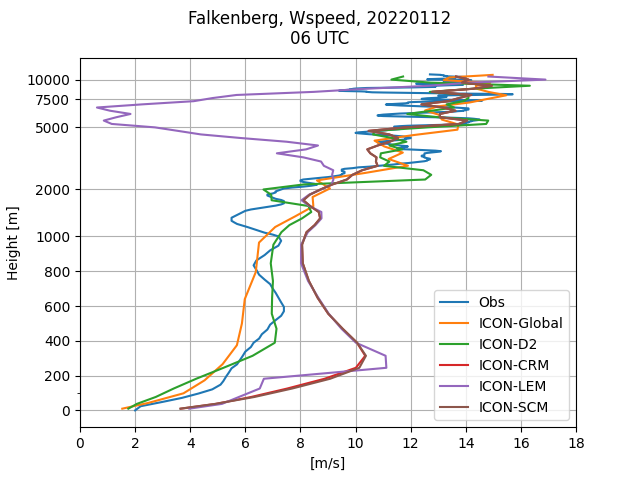 Falkenberg, Wspeed, 20220112
06 UTC
Height [m]
10000
7500
5000
2000
1000
800
600
400
200
0
Obs
ICON-Global
ICON-D2
ICON-CRM
ICON-LEM
ICON-SCM
0 2 4 6 8 10 12 14 16 18
[m/s]